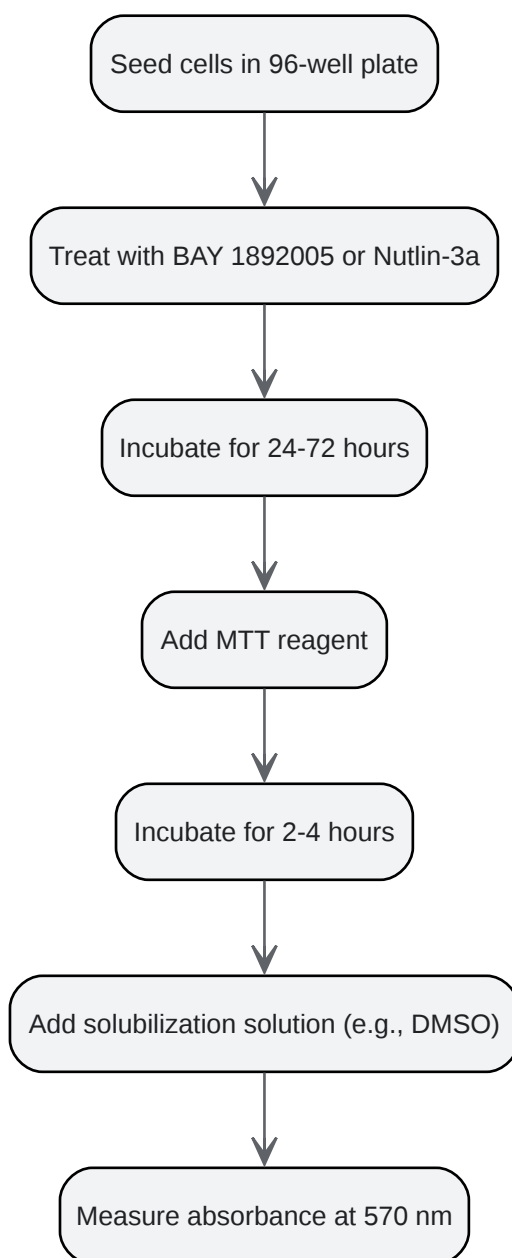 Seed cells in 96-well plate
Treat with BAY 1892005 or Nutlin-3a
Incubate for 24-72 hours
Add MTT reagent
Incubate for 2-4 hours
Add solubilization solution (e.g., DMSO)
Measure absorbance at 570 nm